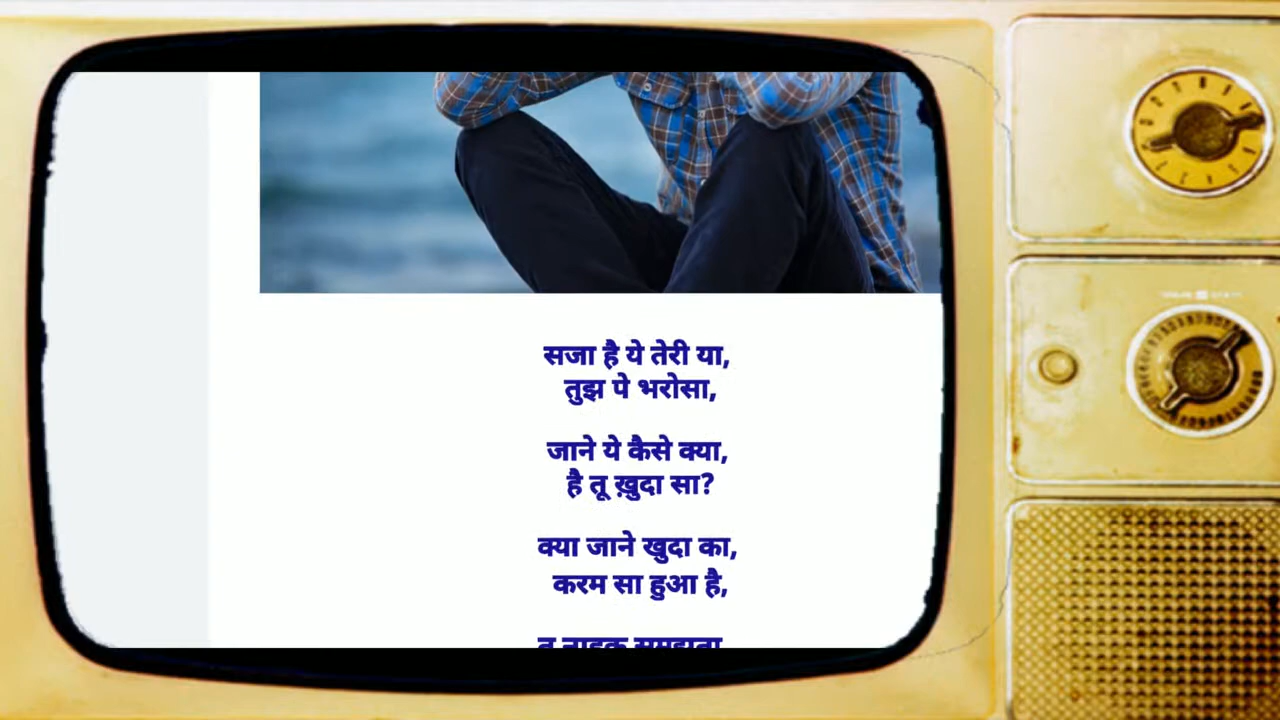 सजा है ये तेरी या,
तुझ पे भरोसा,
जाने ये कैसे क्या,
है तू ख़ुदा सा?
क्या जाने खुदा का,
करम सा हुआ है,